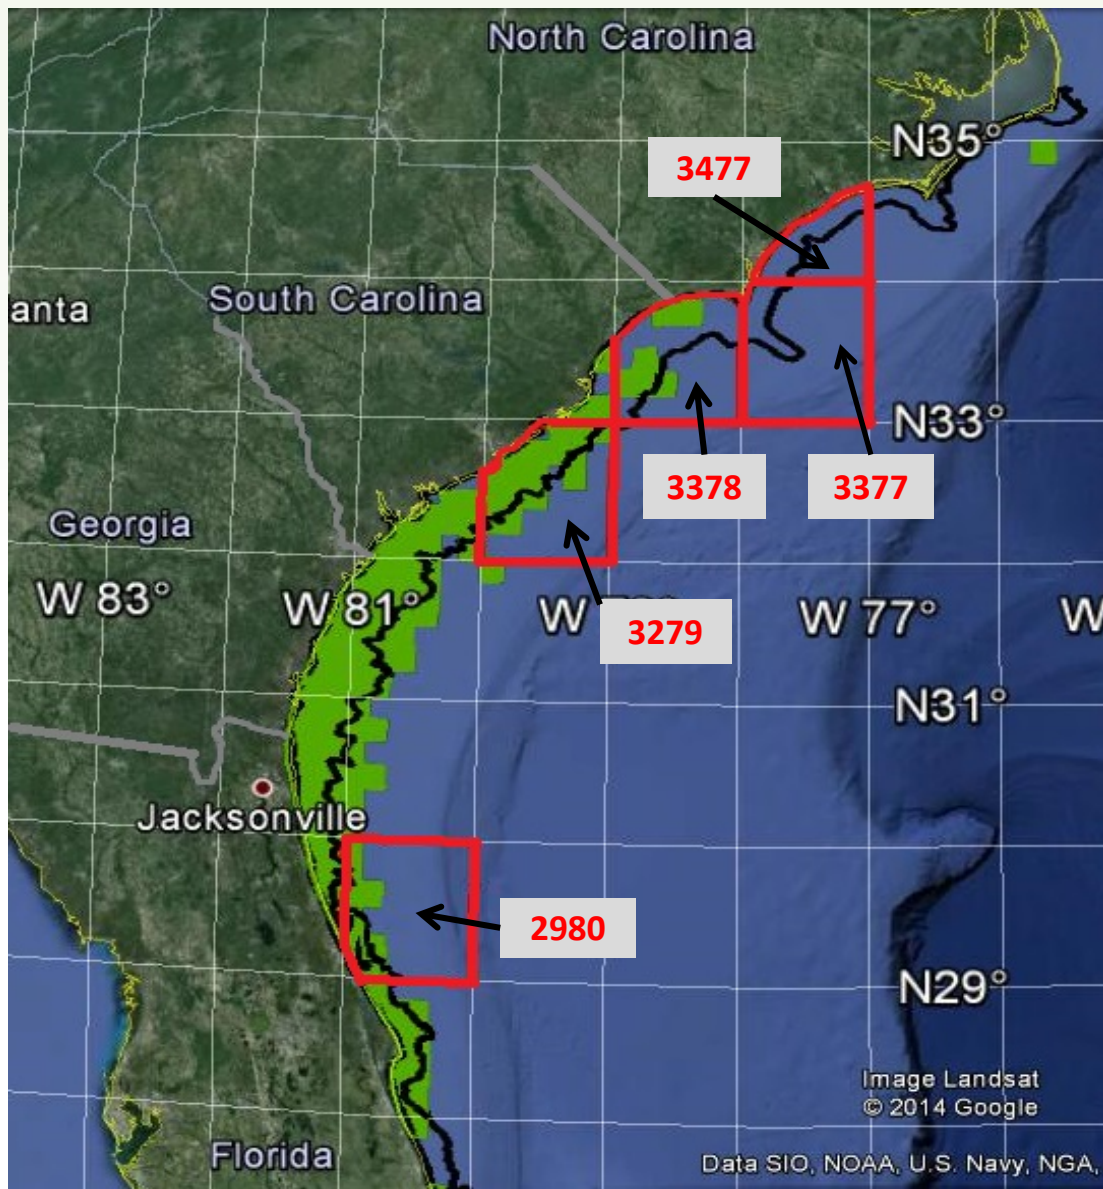 North Carolina
N35°
3477
South Carolina
anta
N33°
3378
3377
Georgia
W 83°
W 81°
W
W 77°
W
3279
N31°
Jacksonville
2980
N29°
Image Landsat
© 2014 Google
Florida
Data SIO, NOAA, U.S. Navy, NGA,